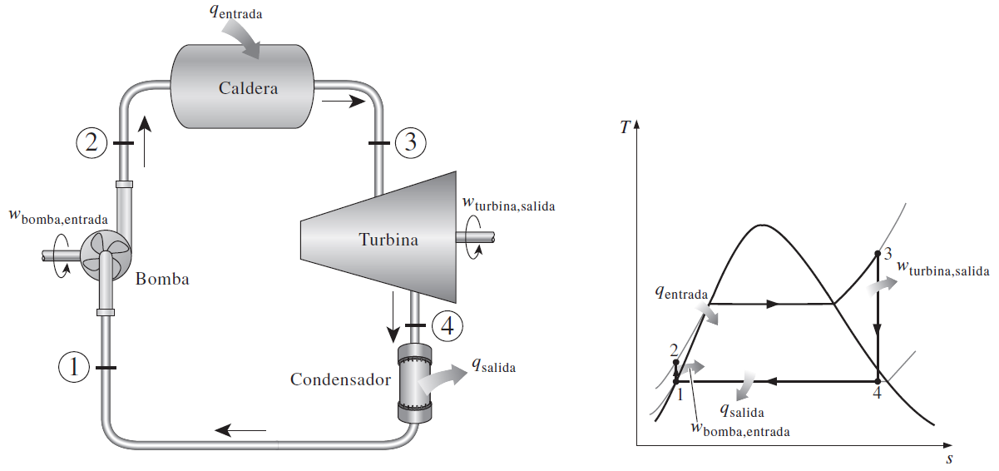 qentrada
Caldera
2
3
wbomba,entrada
Bomba
wturbina,salida
Turbina
4
1
Condensador
qsalida
T
3
wturbina,salida
qentrada
2
1
4
qsalida
wbomba,entrada
s